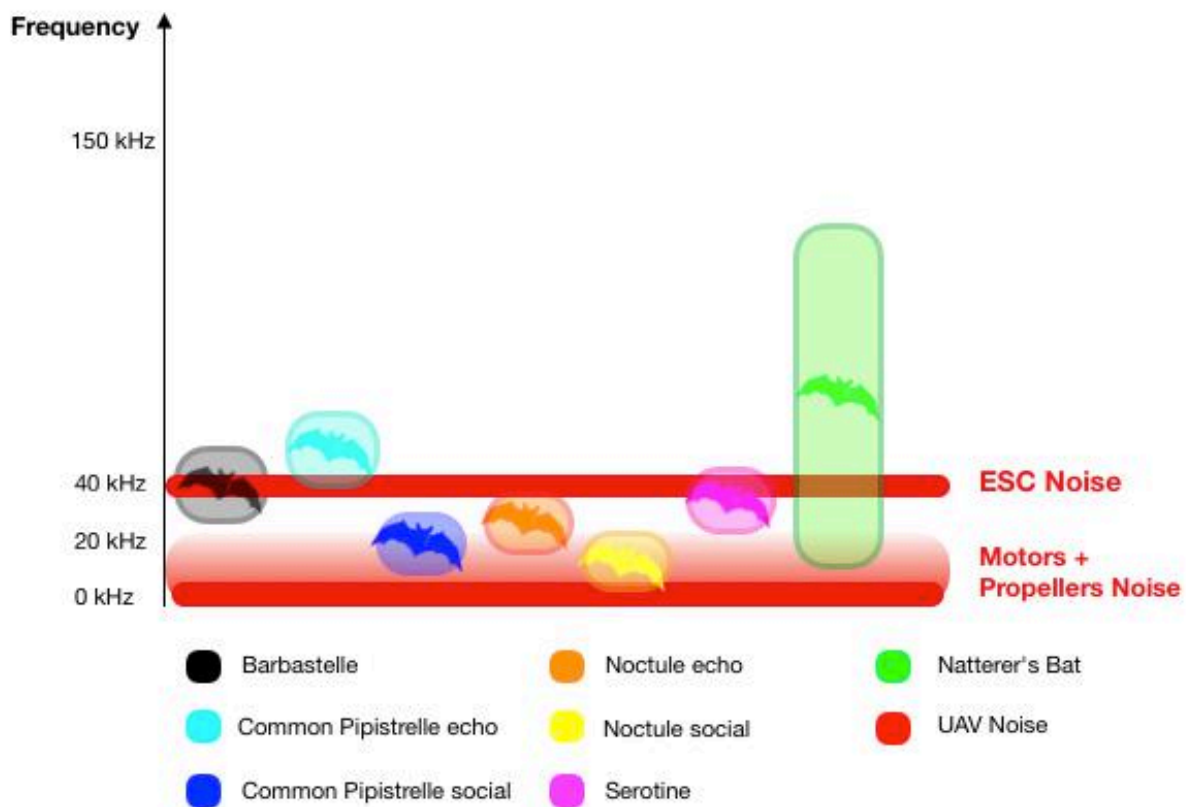 Frequency
150 kHz
40 kHz
ESC Noise
20 kHz
Motors +
Propellers Noise
0 kHz
Barbastelle
Noctule echo
Natterer's Bat
Common Pipistrelle echo
Noctule social
UAV Noise
Common Pipistrelle social
Serotine